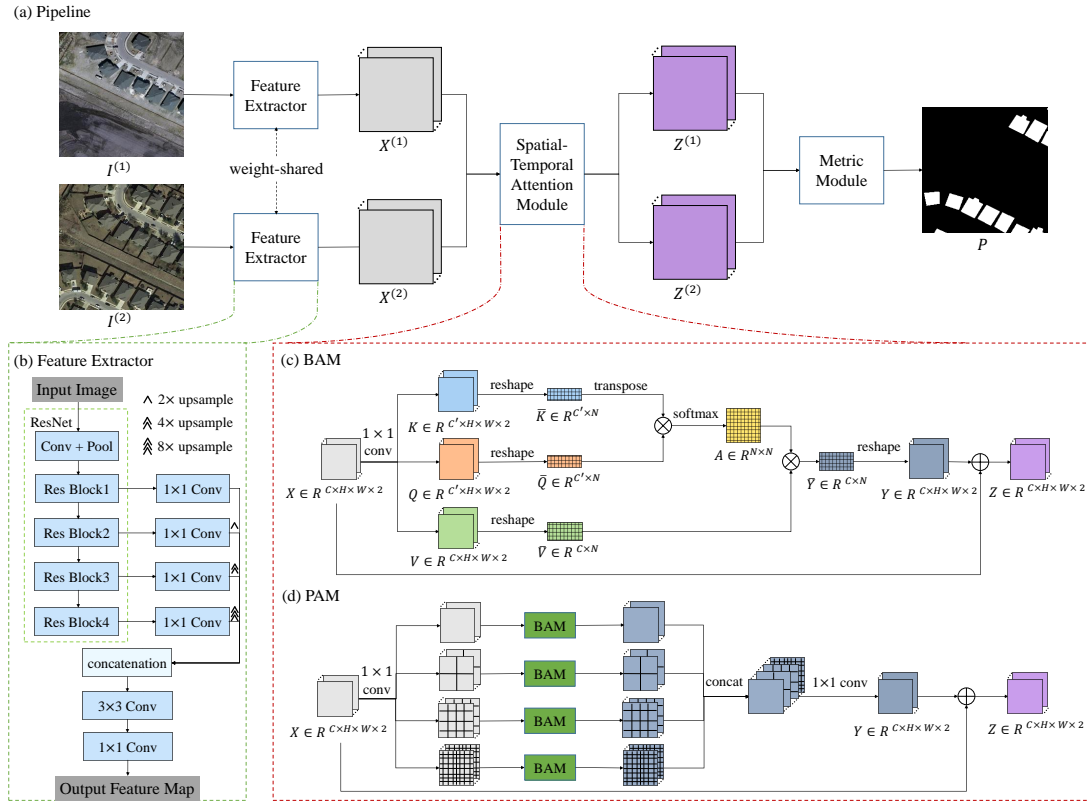 (a) Pipeline
I⁽¹⁾
Feature
Extractor
X⁽¹⁾
weight-shared
I⁽²⁾
Feature
Extractor
X⁽²⁾
Spatial-
Temporal
Attention
Module
Z⁽¹⁾
Z⁽²⁾
Metric
Module
P
(b) Feature Extractor
Input Image
ResNet
2× upsample
4× upsample
8× upsample
Conv + Pool
Res Block1
1×1 Conv
Res Block2
1×1 Conv
Res Block3
1×1 Conv
Res Block4
1×1 Conv
concatenation
3×3 Conv
1×1 Conv
Output Feature Map
(c) BAM
X ∈ R^{C×H×W×2}
1 × 1
conv
K ∈ R^{C′×H×W×2}
reshape
K̅ ∈ R^{C′×N}
transpose
Q ∈ R^{C′×H×W×2}
reshape
Q̅ ∈ R^{C′×N}
V ∈ R^{C×H×W×2}
reshape
V̅ ∈ R^{C×N}
softmax
A ∈ R^{N×N}
Y̅ ∈ R^{C×N}
reshape
Y ∈ R^{C×H×W×2}
Z ∈ R^{C×H×W×2}
(d) PAM
X ∈ R^{C×H×W×2}
1 × 1
conv
BAM
BAM
BAM
BAM
concat
1×1 conv
Y ∈ R^{C×H×W×2}
Z ∈ R^{C×H×W×2}